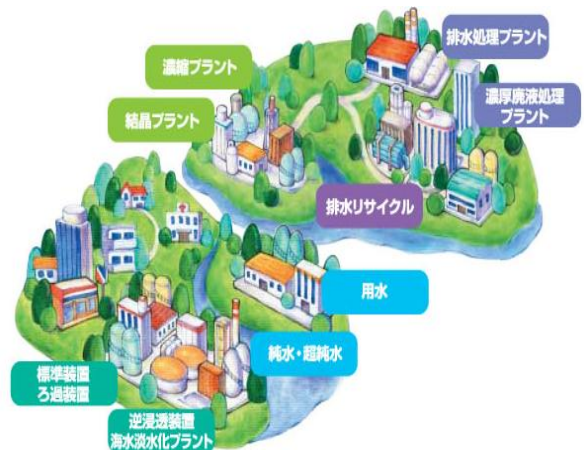 排水処理プラント
濃縮プラント
濃厚廃液処理
プラント
結晶プラント
排水リサイクル
用水
純水・超純水
標準装置
ろ過装置
逆浸透装置
海水淡水化プラント